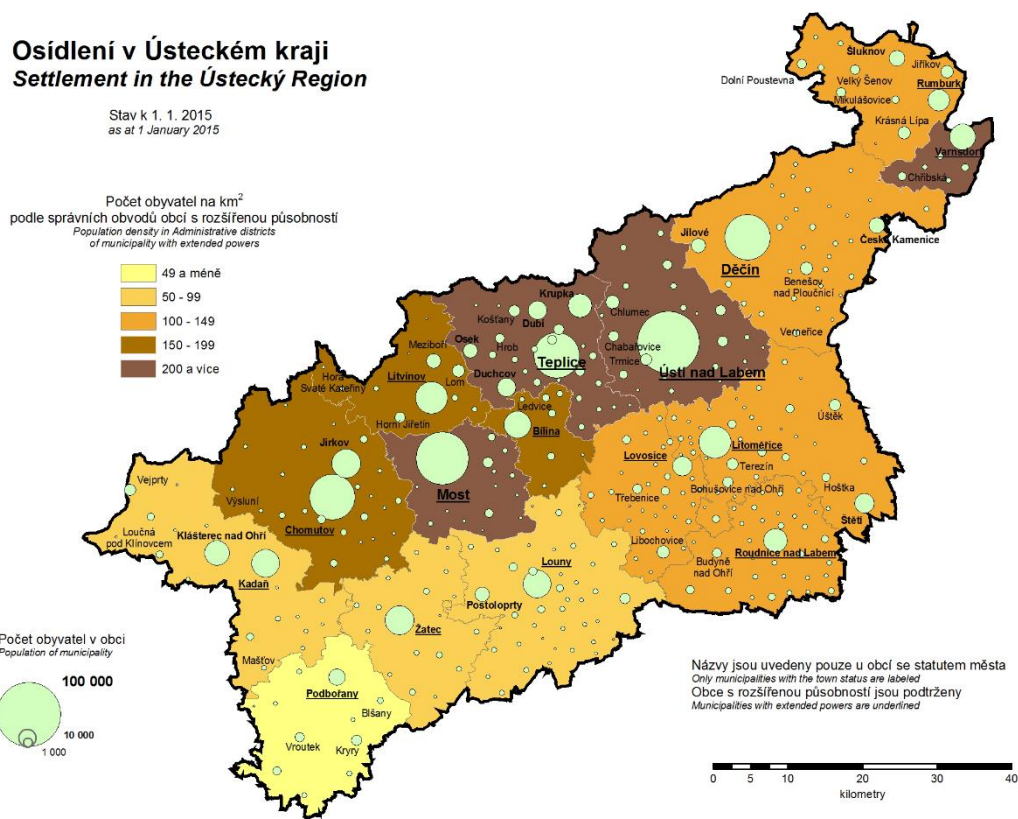 Osídlení v Ústeckém kraji
Settlement in the Ústecký Region
Stav k 1. 1. 2015
as at 1 January 2015
Počet obyvatel na km²
podle správních obvodů obcí s rozšířenou působností
Population density in Administrative districts
of municipality with extended powers
49 a méně
50 - 99
100 - 149
150 - 199
200 a více
Šluknov
Jiříkov
Dolní Poustevna
Velký Šenov
Rumburk
Mikulášovice
Krásná Lípa
Varnsdorf
Chřibská
Jílové
Česká Kamenice
Děčín
Benešov
nad Ploučnicí
Verneřice
Krupka
Košťany
Dubí
Chlumec
Osek
Hrob
Chabařovice
Meziboří
Teplice
Trmice
Ústí nad Labem
Duchcov
Litvínov
Lom
Hora
Svaté Kateřiny
Ledvice
Horní Jiřetín
Bílina
Úštěk
Jirkov
Litoměřice
Lovosice
Terezín
Most
Vejprty
Výsluní
Třebenice
Bohušovice nad Ohří
Hoštka
Štětí
Chomutov
Loučná
pod Klínovcem
Klášterec nad Ohří
Libochovice
Roudnice nad Labem
Budyně
nad Ohří
Kadaň
Louny
Postoloprty
Žatec
Mašťov
Podbořany
Blšany
Vroutek
Kryry
Počet obyvatel v obci
Population of municipality
100 000
10 000
1 000
Názvy jsou uvedeny pouze u obcí se statutem města
Only municipalities with the town status are labeled
Obce s rozšířenou působností jsou podtrženy
Municipalities with extended powers are underlined
0 5 10 20 30 40
kilometry